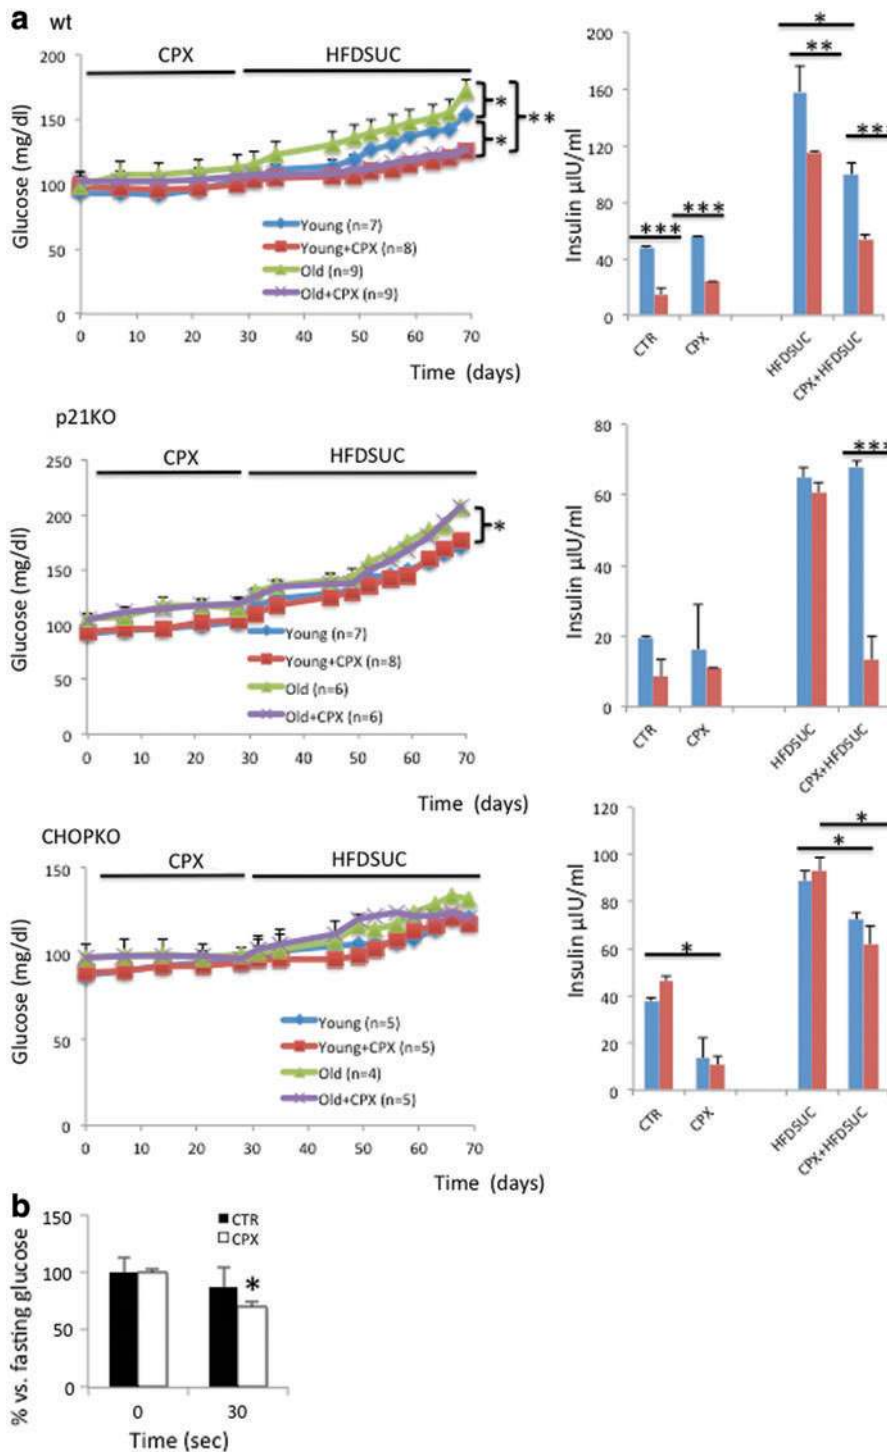 a wt
CPX HFDSUC
200
150
100
50
0
Glucose (mg/dl)
* ** *
Young (n=7)
Young+CPX (n=8)
Old (n=9)
Old+CPX (n=9)
0 10 20 30 40 50 60 70
Time (days)
200
160
120
80
40
0
Insulin µIU/ml
*
**
***
***
***
CTR CPX HFDSUC CPX+HFDSUC
p21KO
CPX HFDSUC
250
200
150
100
50
0
Glucose (mg/dl)
*
Young (n=7)
Young+CPX (n=8)
Old (n=6)
Old+CPX (n=6)
0 10 20 30 40 50 60 70
Time (days)
80
60
40
20
0
Insulin µIU/ml
***
CTR CPX HFDSUC CPX+HFDSUC
CHOPKO
CPX HFDSUC
150
100
50
0
Glucose (mg/dl)
Young (n=5)
Young+CPX (n=5)
Old (n=4)
Old+CPX (n=5)
0 10 20 30 40 50 60 70
Time (days)
120
100
80
60
40
20
0
Insulin µIU/ml
*
*
*
CTR CPX HFDSUC CPX+HFDSUC
b
150
100
50
0
% vs. fasting glucose
CTR
CPX
*
0 30
Time (sec)